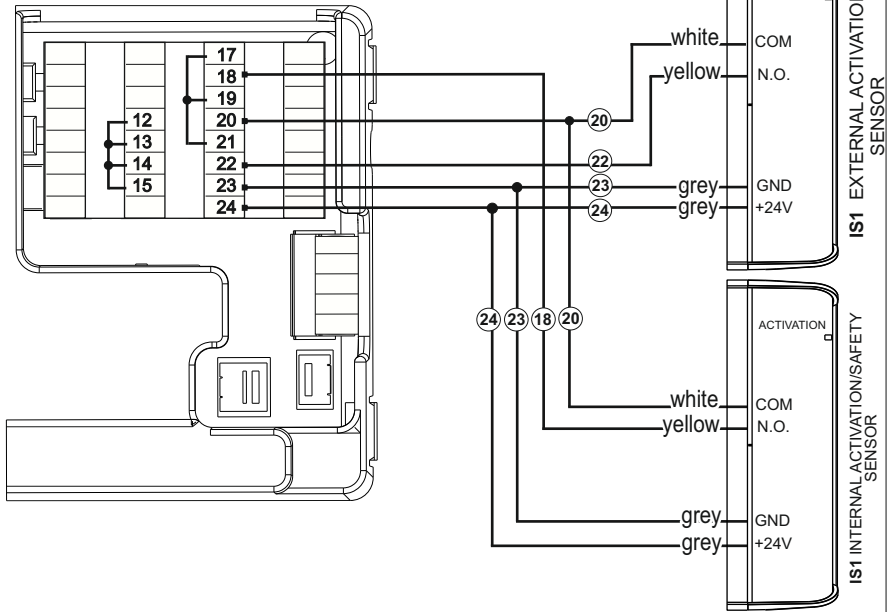 17
18
19
20
21
22
23
24
12
13
14
15
20
22
23
24
white COM
yellow N.O.
grey GND
grey +24V
IS1 EXTERNAL ACTIVATION
SENSOR
24 23 18 20
ACTIVATION
white COM
yellow N.O.
grey GND
grey +24V
IS1 INTERNAL ACTIVATION/SAFETY
SENSOR